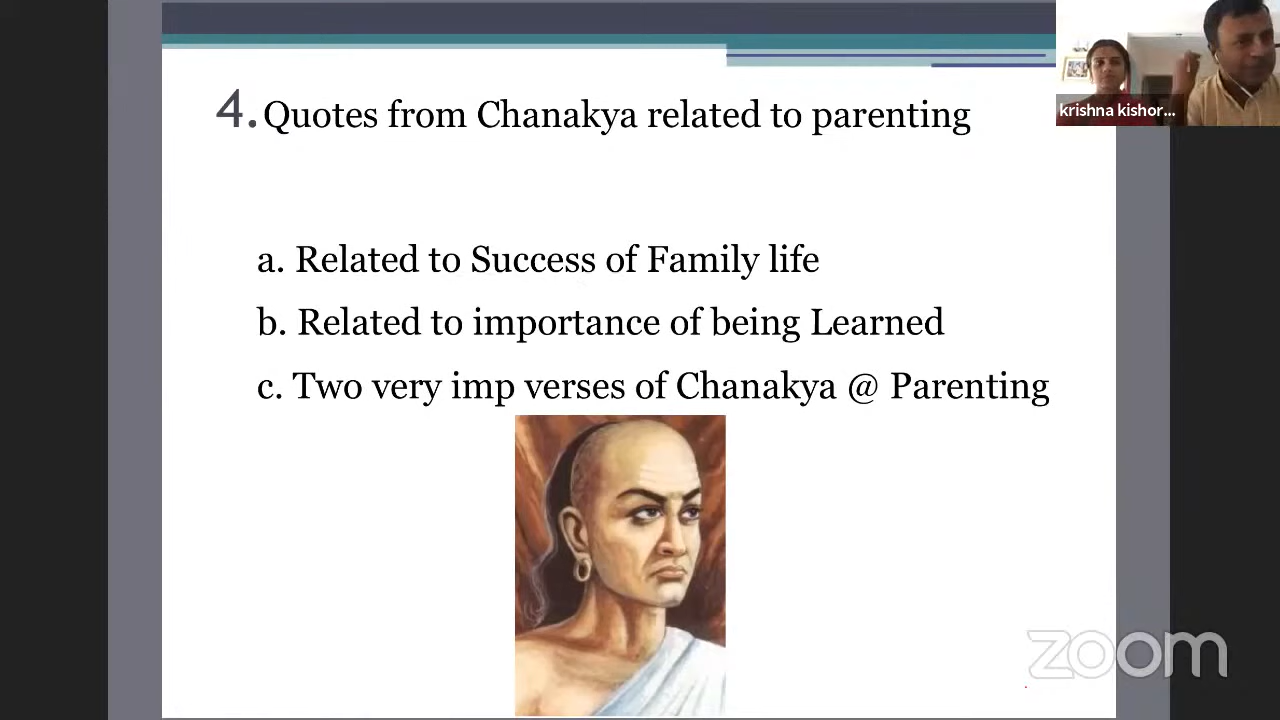 4. Quotes from Chanakya related to parenting
krishna kishor...
a. Related to Success of Family life
b. Related to importance of being Learned
c. Two very imp verses of Chanakya @ Parenting
zoom